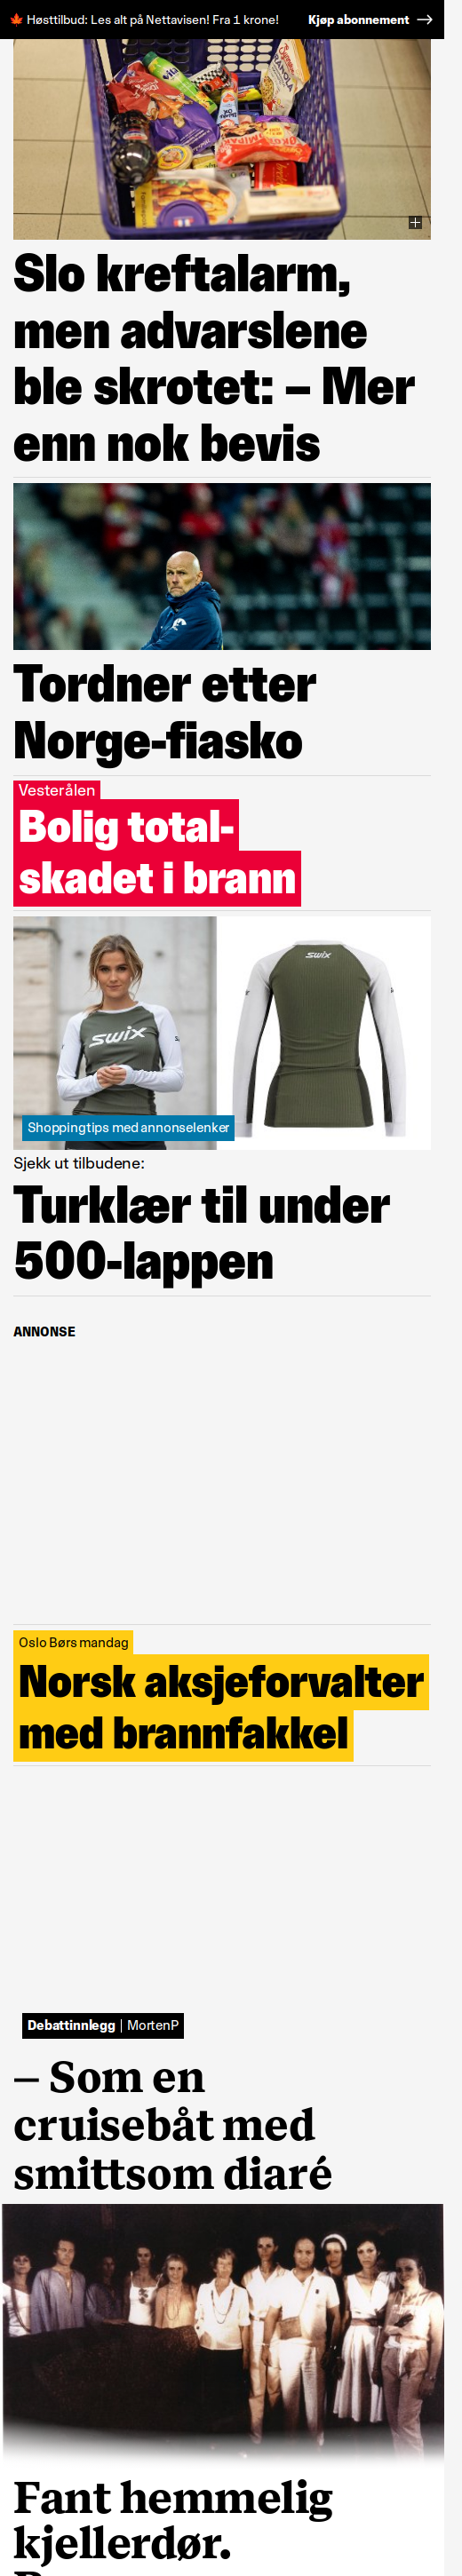 🍁 Høsttilbud: Les alt på Nettavisen! Fra 1 krone! Kjøp abonnement →
Slo kreftalarm,
men advarslene
ble skrotet: – Mer
enn nok bevis
Tordner etter
Norge-fiasko
Vesterålen
Bolig total-
skadet i brann
swix
swix
Shoppingtips med annonselenker
Sjekk ut tilbudene:
Turklær til under
500-lappen
ANNONSE
Oslo Børs mandag
Norsk aksjeforvalter
med brannfakkel
Debattinnlegg | MortenP
– Som en
cruisebåt med
smittsom diaré
Fant hemmelig
kjellerdør.